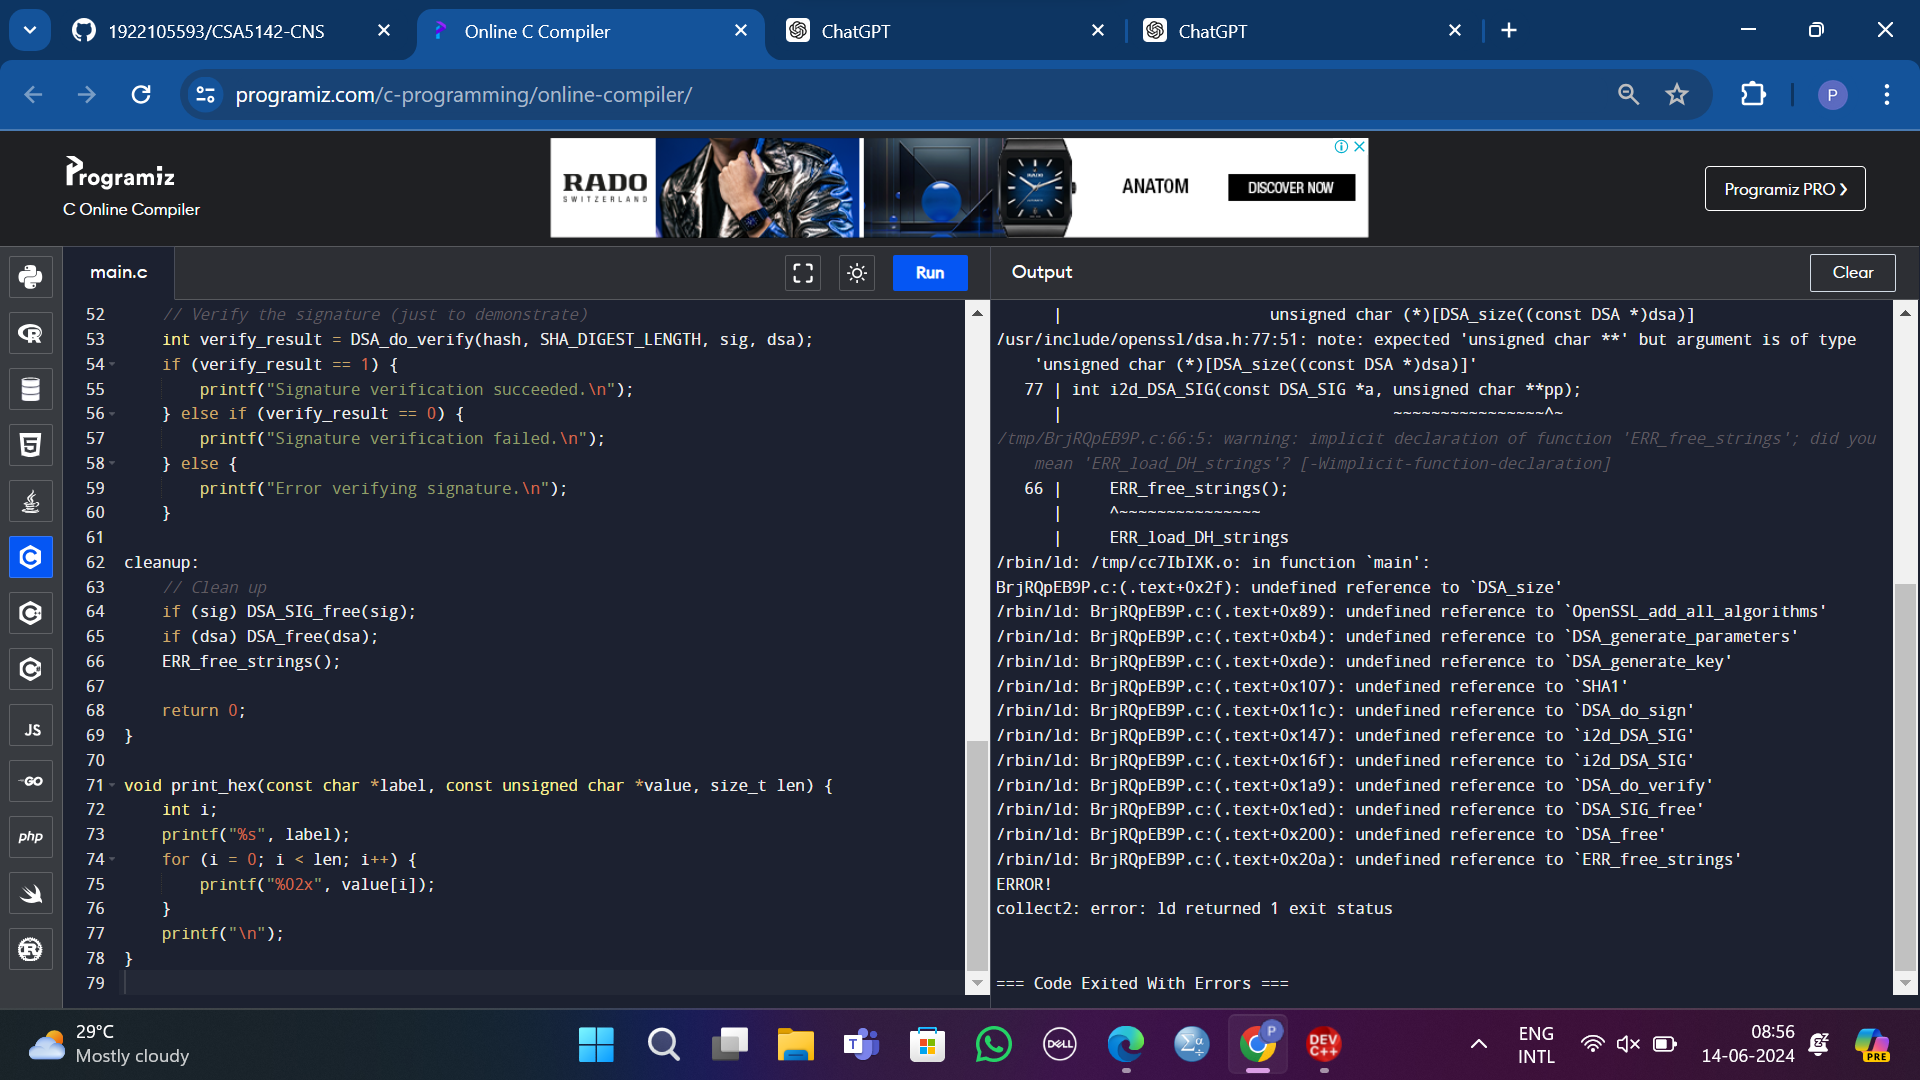 1922105593/CSA5142-CNS
Online C Compiler
ChatGPT
ChatGPT
programiz.com/c-programming/online-compiler/
P
Programiz
C Online Compiler
RADO
SWITZERLAND
ANATOM
DISCOVER NOW
Programiz PRO
main.c
Run
Output
Clear
52 // Verify the signature (just to demonstrate)
53 int verify_result = DSA_do_verify(hash, SHA_DIGEST_LENGTH, sig, dsa);
54 if (verify_result == 1) {
55 printf("Signature verification succeeded.\n");
56 } else if (verify_result == 0) {
57 printf("Signature verification failed.\n");
58 } else {
59 printf("Error verifying signature.\n");
60 }
61
62 cleanup:
63 // Clean up
64 if (sig) DSA_SIG_free(sig);
65 if (dsa) DSA_free(dsa);
66 ERR_free_strings();
67
68 return 0;
69 }
70
71 void print_hex(const char *label, const unsigned char *value, size_t len) {
72 int i;
73 printf("%s", label);
74 for (i = 0; i < len; i++) {
75 printf("%02x", value[i]);
76 }
77 printf("\n");
78 }
79
| unsigned char (*)[DSA_size((const DSA *)dsa)]
/usr/include/openssl/dsa.h:77:51: note: expected 'unsigned char **' but argument is of type
'unsigned char (*)[DSA_size((const DSA *)dsa)]'
77 | int i2d_DSA_SIG(const DSA_SIG *a, unsigned char **pp);
| ~~~~~~~~~~~~~~~~^~
/tmp/BrjRQpEB9P.c:66:5: warning: implicit declaration of function 'ERR_free_strings'; did you
mean 'ERR_load_DH_strings'? [-Wimplicit-function-declaration]
66 | ERR_free_strings();
| ^~~~~~~~~~~~~~~~
| ERR_load_DH_strings
/rbin/ld: /tmp/cc7IbIXK.o: in function `main':
BrjRQpEB9P.c:(.text+0x2f): undefined reference to `DSA_size'
/rbin/ld: BrjRQpEB9P.c:(.text+0x89): undefined reference to `OpenSSL_add_all_algorithms'
/rbin/ld: BrjRQpEB9P.c:(.text+0xb4): undefined reference to `DSA_generate_parameters'
/rbin/ld: BrjRQpEB9P.c:(.text+0xde): undefined reference to `DSA_generate_key'
/rbin/ld: BrjRQpEB9P.c:(.text+0x107): undefined reference to `SHA1'
/rbin/ld: BrjRQpEB9P.c:(.text+0x11c): undefined reference to `DSA_do_sign'
/rbin/ld: BrjRQpEB9P.c:(.text+0x147): undefined reference to `i2d_DSA_SIG'
/rbin/ld: BrjRQpEB9P.c:(.text+0x16f): undefined reference to `i2d_DSA_SIG'
/rbin/ld: BrjRQpEB9P.c:(.text+0x1a9): undefined reference to `DSA_do_verify'
/rbin/ld: BrjRQpEB9P.c:(.text+0x1ed): undefined reference to `DSA_SIG_free'
/rbin/ld: BrjRQpEB9P.c:(.text+0x200): undefined reference to `DSA_free'
/rbin/ld: BrjRQpEB9P.c:(.text+0x20a): undefined reference to `ERR_free_strings'
ERROR!
collect2: error: ld returned 1 exit status
=== Code Exited With Errors ===
JS
GO
php
29°C
Mostly cloudy
DELL
P
DEV
C++
ENG
INTL
08:56
14-06-2024
PRE